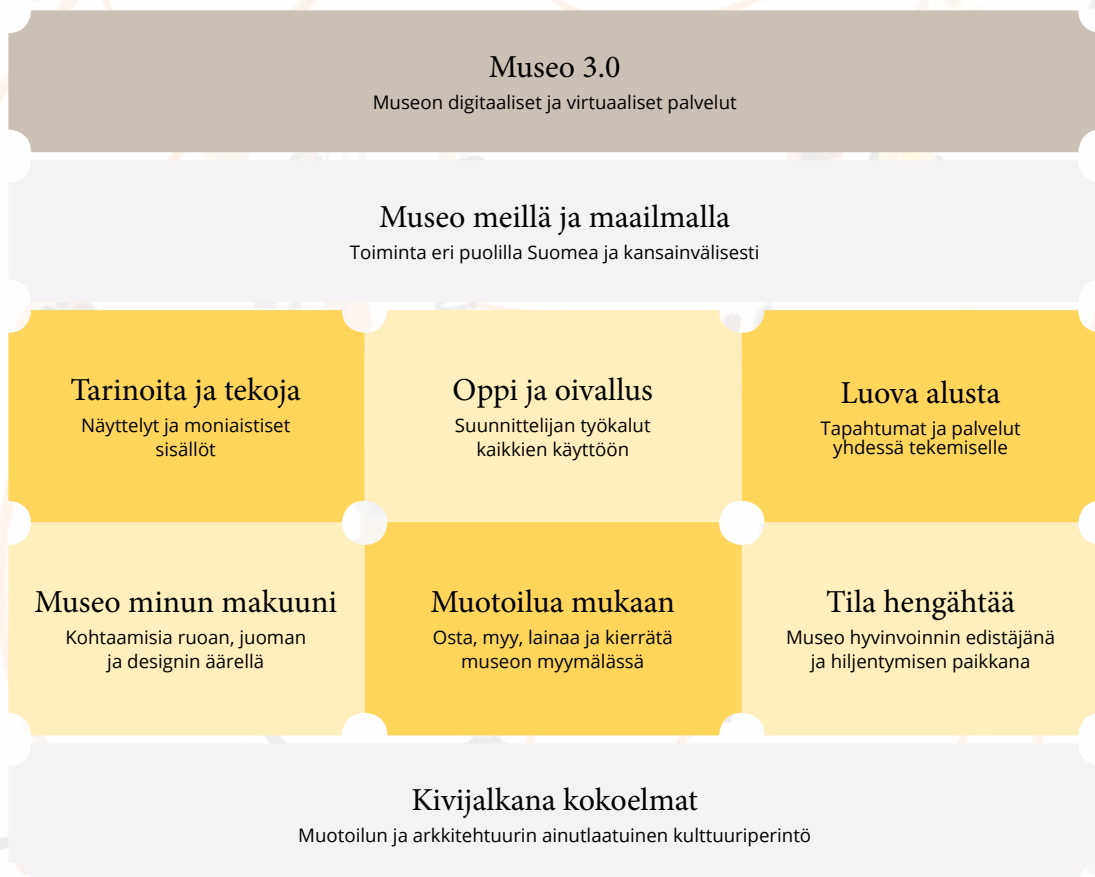 Museo 3.0
Museon digitaaliset ja virtuaaliset palvelut
Museo meillä ja maailmalla
Toiminta eri puolilla Suomea ja kansainvälisesti
Tarinoita ja tekoja
Näyttelyt ja moniaistiset
sisällöt
Oppi ja oivallus
Suunnittelijan työkalut
kaikkien käyttöön
Luova alusta
Tapahtumat ja palvelut
yhdessä tekemiselle
Museo minun makuuni
Kohtaamisia ruoan, juoman
ja designin äärellä
Muotoilua mukaan
Osta, myy, lainaa ja kierrätä
museon myymälässä
Tila hengähtää
Museo hyvinvoinnin edistäjänä
ja hiljentymisen paikkana
Kivijalkana kokoelmat
Muotoilun ja arkkitehtuurin ainutlaatuinen kulttuuriperintö